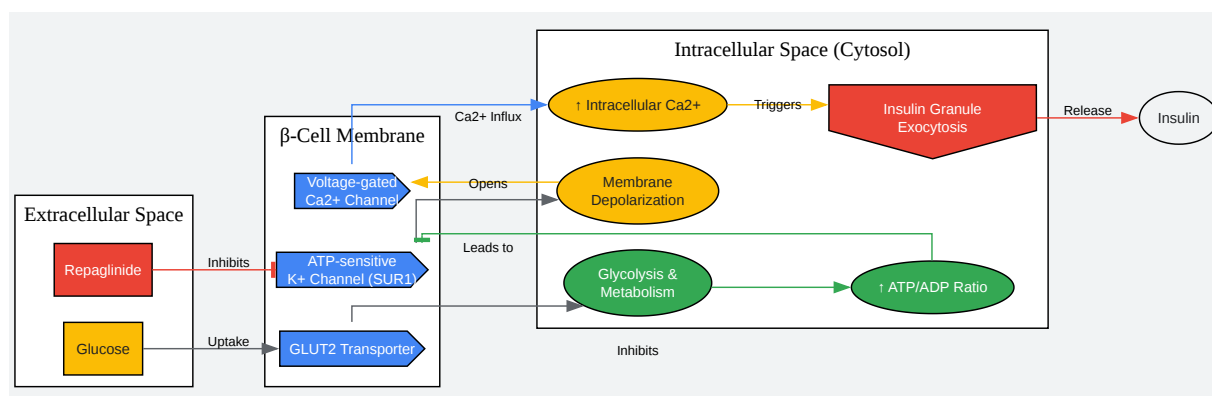 Extracellular Space
Repaglinide
Glucose
Inhibits
Uptake
β-Cell Membrane
Voltage-gated
Ca2+ Channel
ATP-sensitive
K+ Channel (SUR1)
GLUT2 Transporter
Ca2+ Influx
Opens
Leads to
Inhibits
Intracellular Space (Cytosol)
↑ Intracellular Ca2+
Triggers
Insulin Granule
Exocytosis
Membrane
Depolarization
Glycolysis &
Metabolism
↑ ATP/ADP Ratio
Release
Insulin